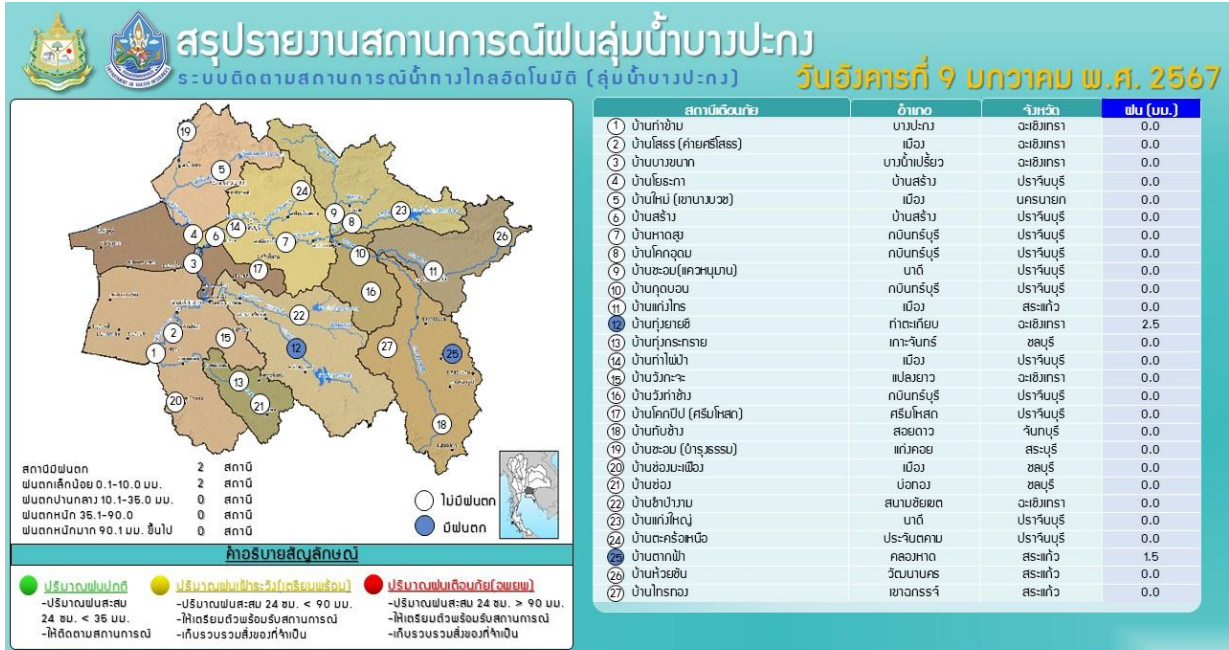 สรุปรายงานสถานการณ์ฝนลุ่มน้ำบางปะกง
ระบบติดตามสถานการณ์น้ำทางไกลอัตโนมัติ (ลุ่มน้ำบางปะกง)
วันอังคารที่ 9 มกราคม พ.ศ. 2567
19
5
24
9
8
23
4
6
14
7
10
26
3
17
11
16
22
2
15
12
27
25
1
13
20
21
18
สถานีมีฝนตก 2 สถานี
ฝนตกเล็กน้อย 0.1-10.0 มม. 2 สถานี
ฝนตกปานกลาง 10.1-35.0 มม. 0 สถานี
ฝนตกหนัก 35.1-90.0 0 สถานี
ฝนตกหนักมาก 90.1 มม. ขึ้นไป 0 สถานี
ไม่มีฝนตก
มีฝนตก
คำอธิบายสัญลักษณ์
ปริมาณฝนปกติ
-ปริมาณฝนสะสม
24 ชม. < 35 มม.
-ให้ติดตามสถานการณ์
ปริมาณฝนเฝ้าระวัง(เตรียมพร้อม)
-ปริมาณฝนสะสม 24 ชม. < 90 มม.
-ให้เตรียมตัวพร้อมรับสถานการณ์
-เก็บรวบรวมสิ่งของที่จำเป็น
ปริมาณฝนเตือนภัย(อพยพ)
-ปริมาณฝนสะสม 24 ชม. > 90 มม.
-ให้เตรียมตัวพร้อมรับสถานการณ์
-เก็บรวบรวมสิ่งของที่จำเป็น
สถานีเตือนภัย อำเภอ จังหวัด ฝน (มม.)
1 บ้านท่าข้าม บางปะกง ฉะเชิงเทรา 0.0
2 บ้านโสธร (ค่ายศรีโสธร) เมือง ฉะเชิงเทรา 0.0
3 บ้านบางขนาก บางน้ำเปรี้ยว ฉะเชิงเทรา 0.0
4 บ้านโยธะกา บ้านสร้าง ปราจีนบุรี 0.0
5 บ้านใหม่ (เขานางบวช) เมือง นครนายก 0.0
6 บ้านสร้าง บ้านสร้าง ปราจีนบุรี 0.0
7 บ้านหาดสูง กบินทร์บุรี ปราจีนบุรี 0.0
8 บ้านโคกอุดม กบินทร์บุรี ปราจีนบุรี 0.0
9 บ้านซะอม(แควหนุมาน) นาดี ปราจีนบุรี 0.0
10 บ้านกุดบอน กบินทร์บุรี ปราจีนบุรี 0.0
11 บ้านแก่งไทร เมือง สระแก้ว 0.0
12 บ้านทุ่งยายชี ท่าตะเกียบ ฉะเชิงเทรา 2.5
13 บ้านทุ่งกระทราย เกาะจันทร์ ชลบุรี 0.0
14 บ้านท่าไผ่ป่า เมือง ปราจีนบุรี 0.0
15 บ้านวังกะจะ แปลงยาว ฉะเชิงเทรา 0.0
16 บ้านวังท่าช้าง กบินทร์บุรี ปราจีนบุรี 0.0
17 บ้านโคกปีป (ศรีมโหสถ) ศรีมโหสถ ปราจีนบุรี 0.0
18 บ้านทับช้าง สอยดาว จันทบุรี 0.0
19 บ้านซะอม (บำรุงธรรม) แก่งคอย สระบุรี 0.0
20 บ้านช่องมะเฟือง เมือง ชลบุรี 0.0
21 บ้านช่อง บ่อทอง ชลบุรี 0.0
22 บ้านชำป่างาม สนามชัยเขต ฉะเชิงเทรา 0.0
23 บ้านแก่งใหญ่ นาดี ปราจีนบุรี 0.0
24 บ้านตะคร้อเหนือ ประจันตคาม ปราจีนบุรี 0.0
25 บ้านตากฟ้า คลองหาด สระแก้ว 1.5
26 บ้านห้วยชัน วัฒนานคร สระแก้ว 0.0
27 บ้านไทรทอง เขาฉกรรจ์ สระแก้ว 0.0